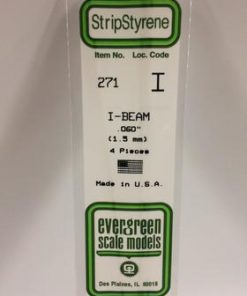 StripStyrene
Item No. Loc. Code
271 I
I-BEAM
.060"
(1.5 mm)
4 Pieces
Made in U.S.A.
evergreen
scale models
Des Plaines, IL 60018